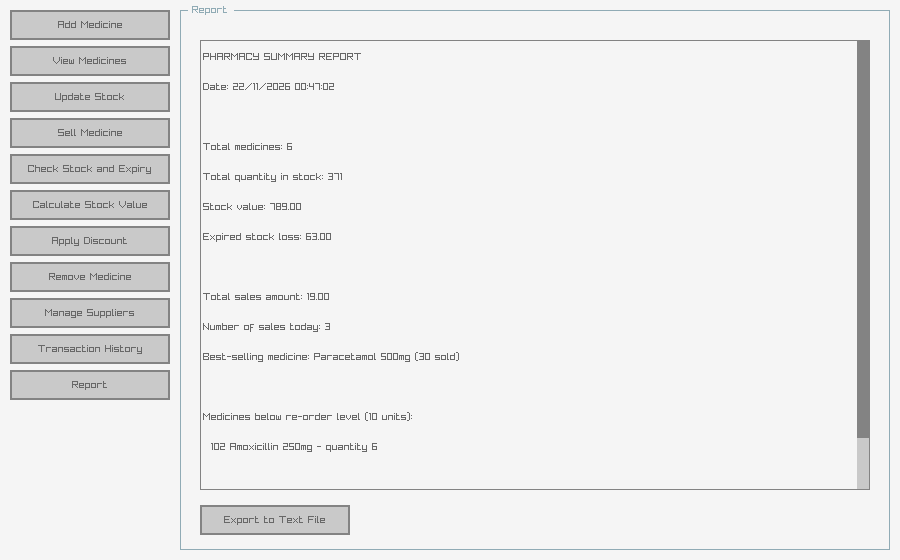 Add Medicine
View Medicines
Update Stock
Sell Medicine
Check Stock and Expiry
Calculate Stock Value
Apply Discount
Remove Medicine
Manage Suppliers
Transaction History
Report
Report
PHARMACY SUMMARY REPORT
Date: 22/11/2026 00:47:02
Total medicines: 6
Total quantity in stock: 371
Stock value: 789.00
Expired stock loss: 63.00
Total sales amount: 19.00
Number of sales today: 3
Best-selling medicine: Paracetamol 500mg (30 sold)
Medicines below re-order level (10 units):
102 Amoxicillin 250mg - quantity 6
Export to Text File